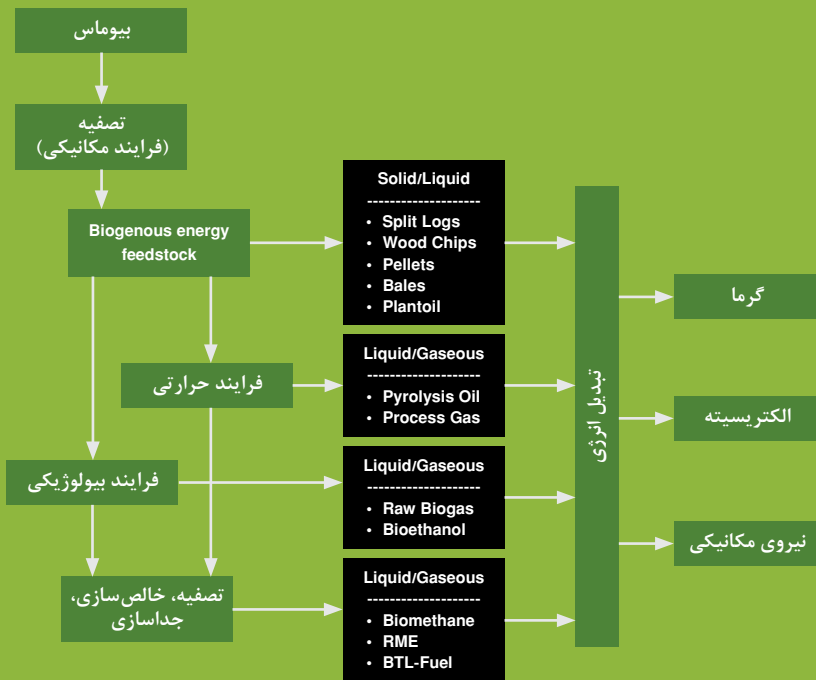 بیوماس
تصفیه
(فرایند مکانیکی)
Biogenous energy
feedstock
فرایند حرارتی
فرایند بیولوژیکی
تصفیه، خالص‌سازی،
جداسازی
Solid/Liquid
--------------------
• Split Logs
• Wood Chips
• Pellets
• Bales
• Plantoil
Liquid/Gaseous
--------------------
• Pyrolysis Oil
• Process Gas
Liquid/Gaseous
--------------------
• Raw Biogas
• Bioethanol
Liquid/Gaseous
--------------------
• Biomethane
• RME
• BTL-Fuel
تبدیل انرژی
گرما
الکتریسیته
نیروی مکانیکی